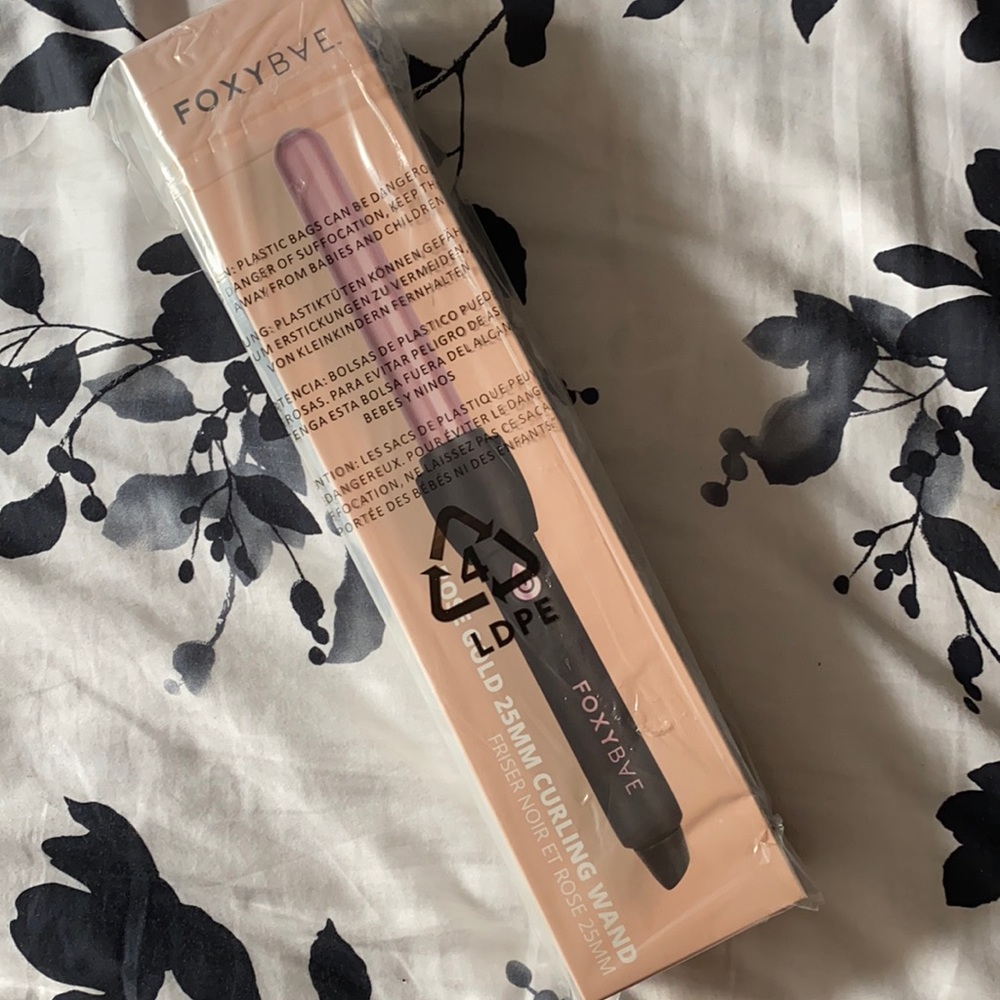 FOXYBAE
PLASTIC BAGS CAN BE DANGERO
DANGER OF SUFFOCATION, KEEP TH
AWAY FROM BABIES AND CHILDREN
UNG: PLASTIKTÜTEN KÖNNEN GEFÄH
UM ERSTICKUNGEN ZU VERMEIDEN,
VON KLEINKINDERN FERNHALTEN.
TENCIA: BOLSAS DE PLASTICO PUED
ROSAS. PARA EVITAR PELIGRO DE AS
ENGA ESTA BOLSA FUERA DEL ALCAN
BEBES Y NINOS
NTION: LES SACS DE PLASTIQUE PEU
DANGEREUX. POUR ÉVITER LE DANG
FFOCATION, NE LAISSEZ PAS CE SAC À
PORTÉE DES BÉBÉS NI DES ENFANTS
4
LDPE
OSE GOLD 25MM CURLING WAND
FRISER NOIR ET ROSE 25MM
FOXYBAE